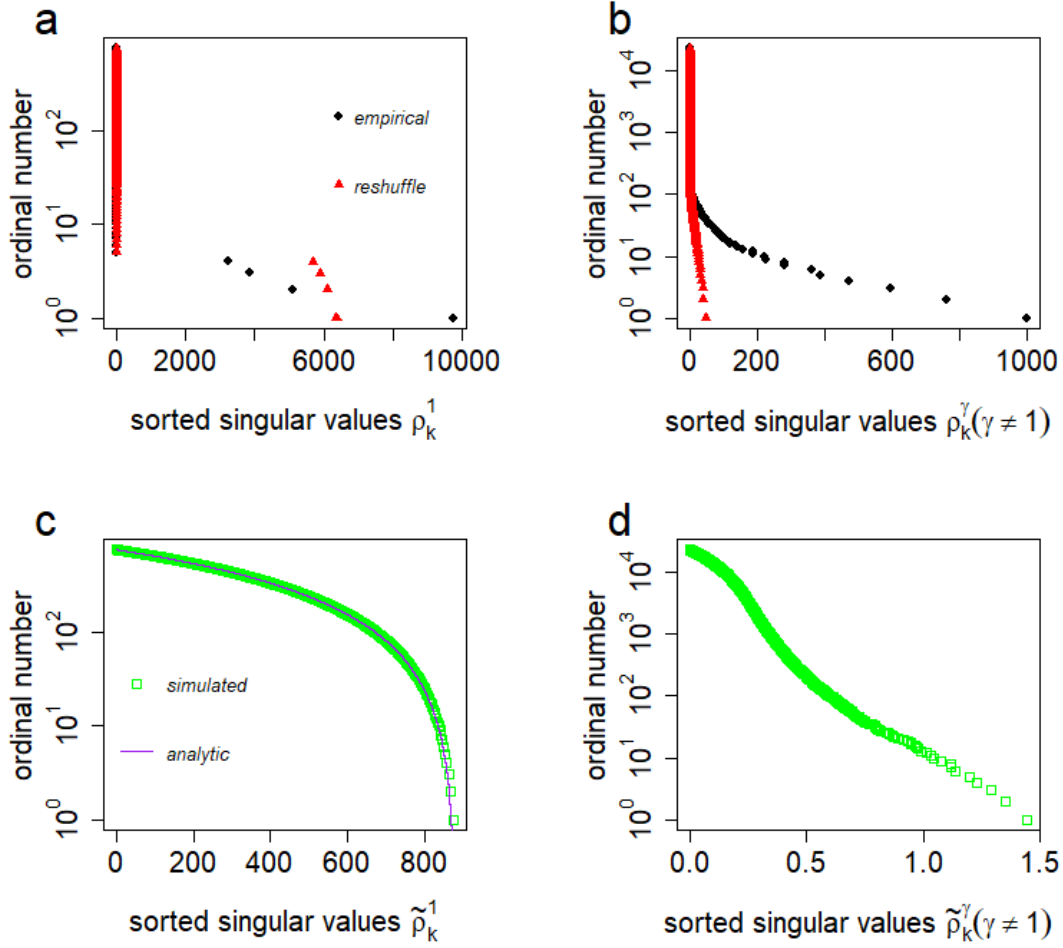 a
ordinal number
10^0 10^1 10^2
empirical
reshuffle
0 2000 6000 10000
sorted singular values ρ_k^1
b
ordinal number
10^0 10^1 10^2 10^3 10^4
0 200 600 1000
sorted singular values ρ_k^γ(γ ≠ 1)
c
ordinal number
10^0 10^1 10^2
simulated
analytic
0 200 400 600 800
sorted singular values ρ̃_k^1
d
ordinal number
10^0 10^1 10^2 10^3 10^4
0.0 0.5 1.0 1.5
sorted singular values ρ̃_k^γ(γ ≠ 1)